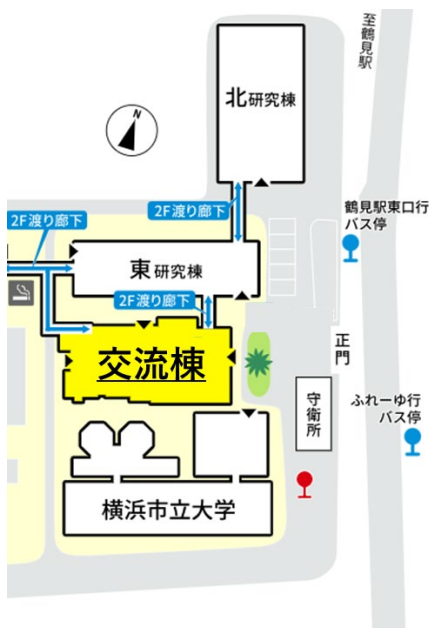 至鶴見駅
北研究棟
N
2F渡り廊下
鶴見駅東口行
バス停
2F渡り廊下
東研究棟
2F渡り廊下
正門
交流棟
守衛所
ふれーゆ行
バス停
横浜市立大学